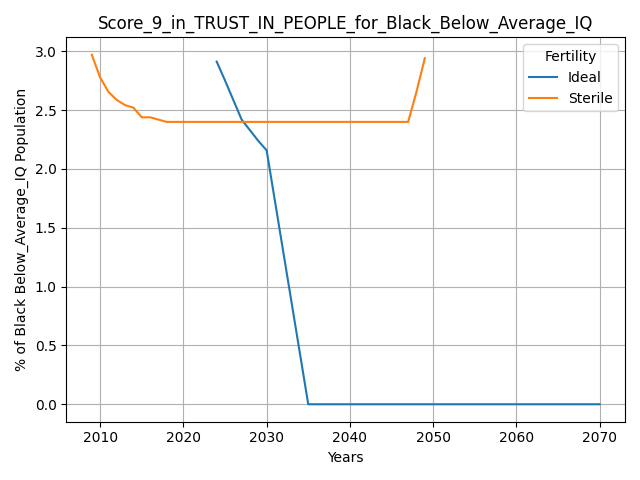 Score_9_in_TRUST_IN_PEOPLE_for_Black_Below_Average_IQ
% of Black Below_Average_IQ Population
3.0
2.5
2.0
1.5
1.0
0.5
0.0
Fertility
Ideal
Sterile
2010 2020 2030 2040 2050 2060 2070
Years